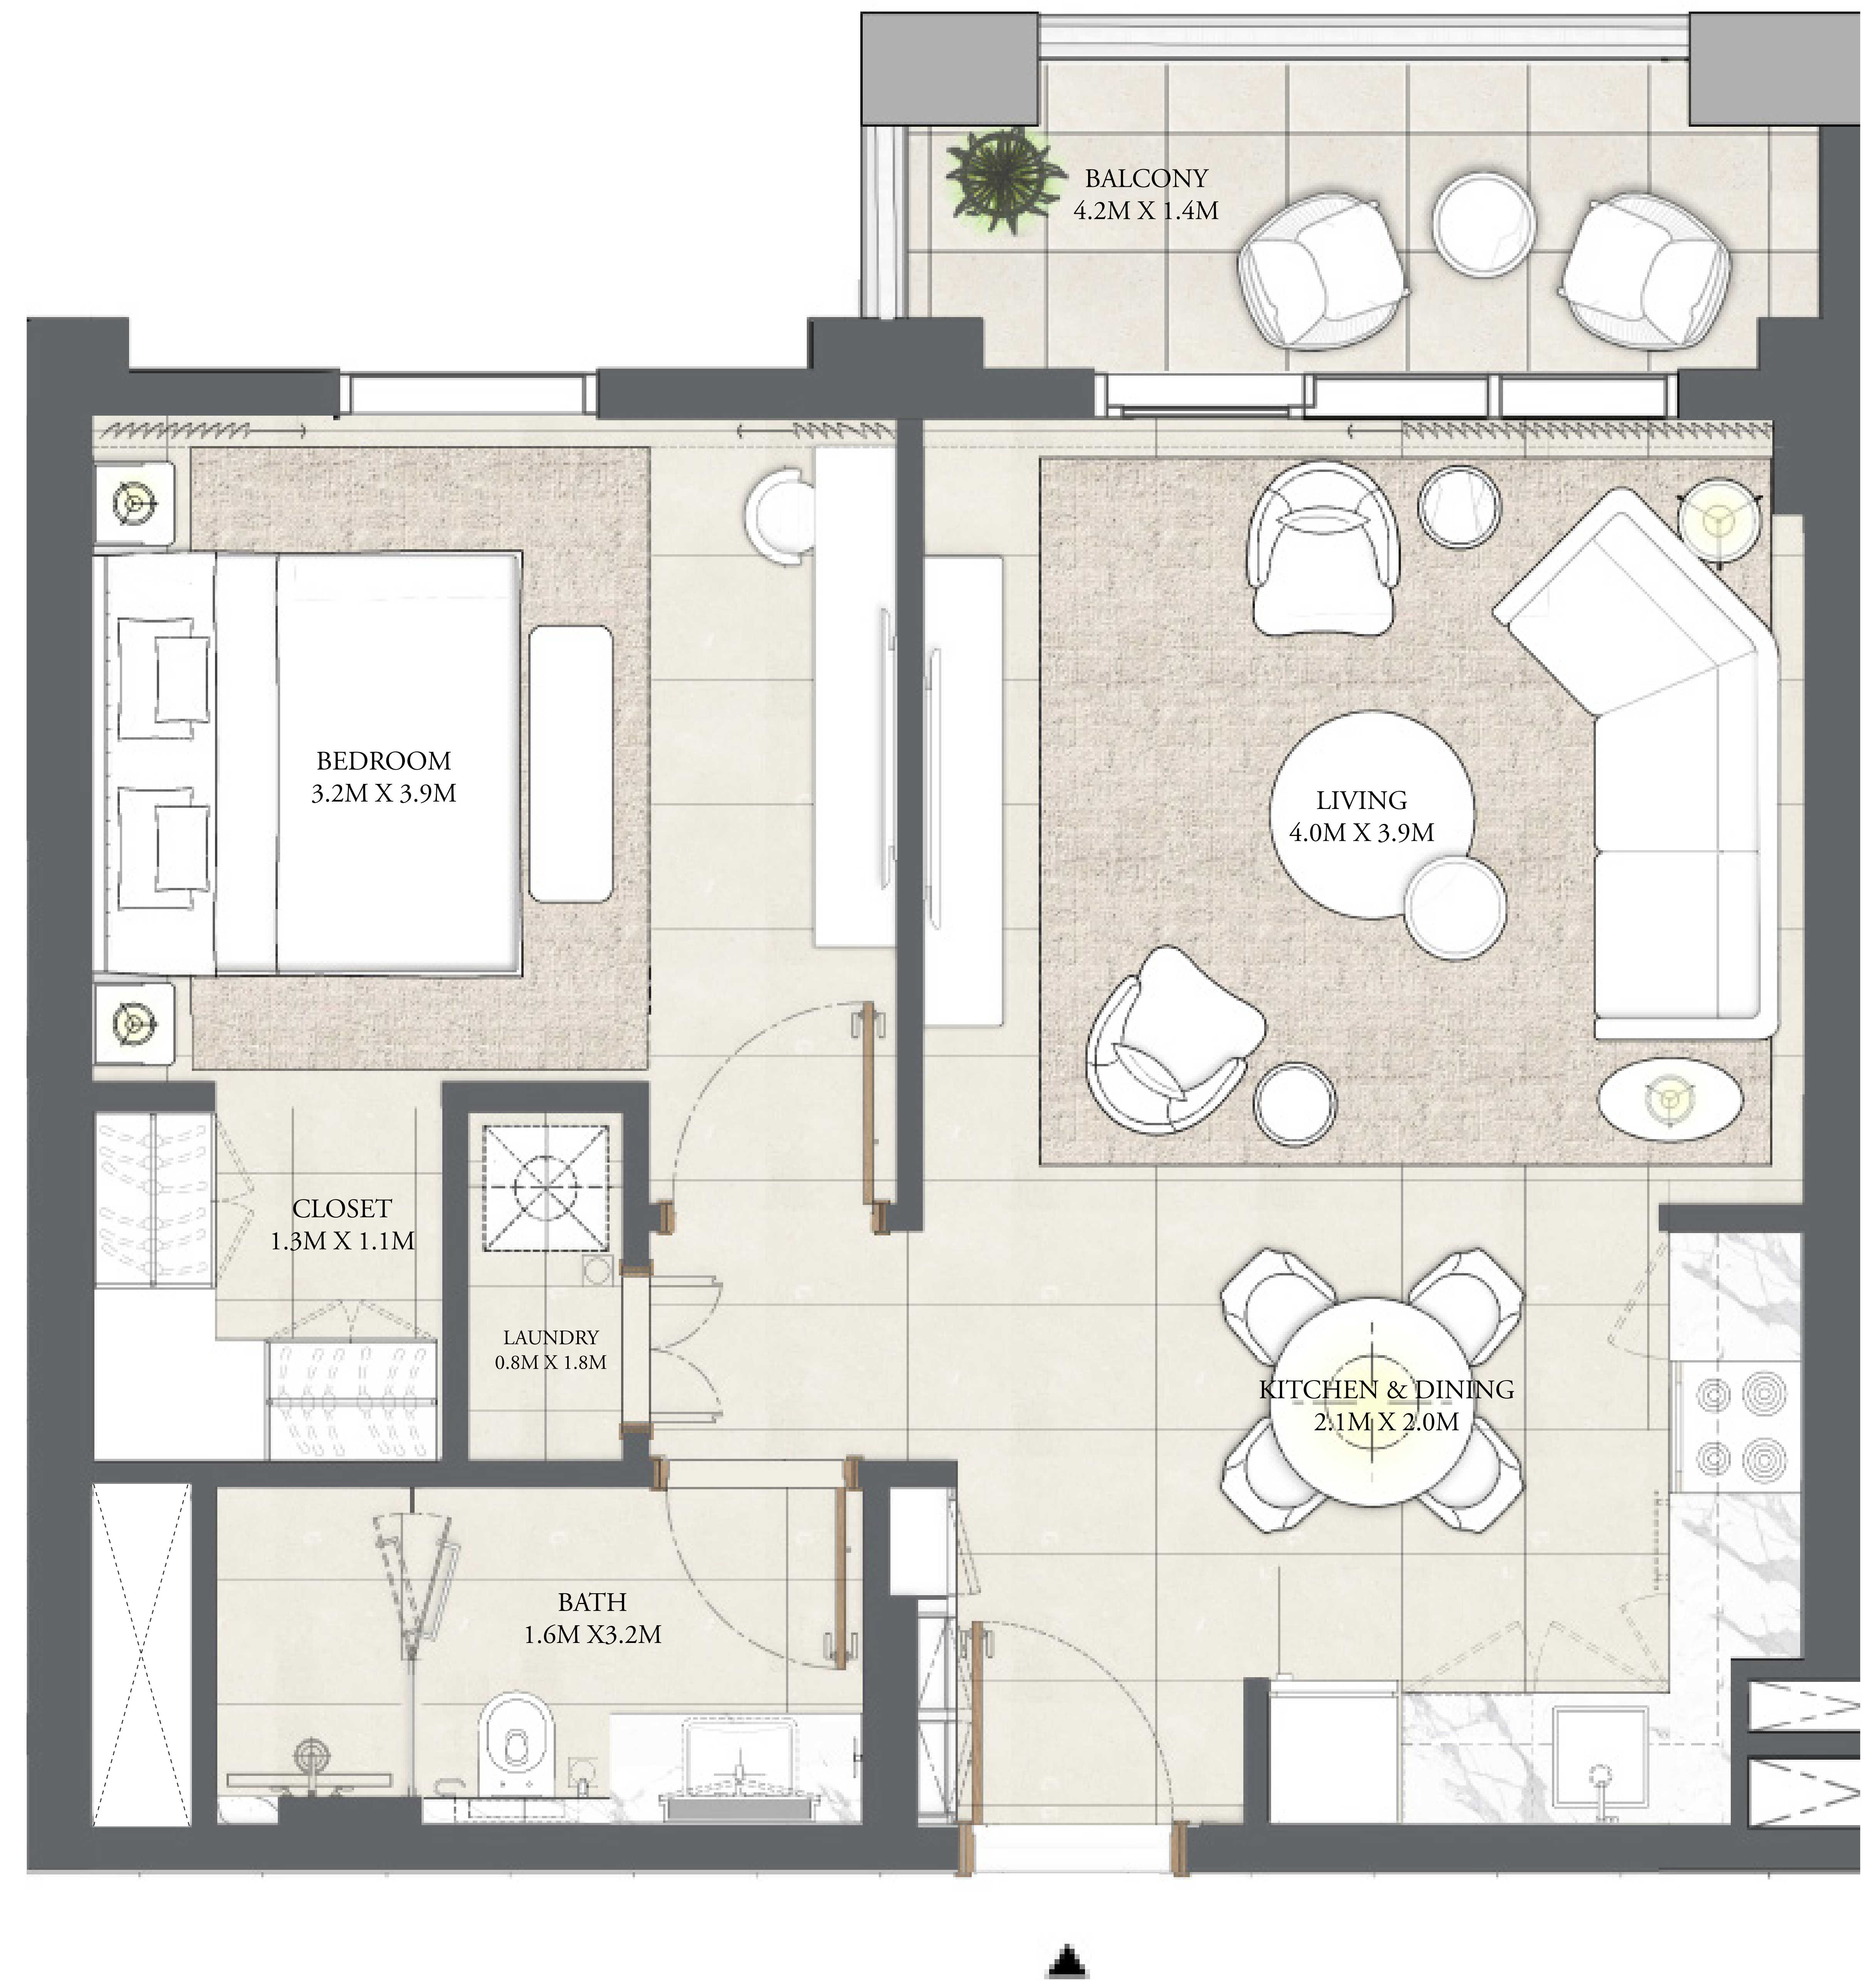 BALCONY
4.2M X 1.4M
BEDROOM
3.2M X 3.9M
LIVING
4.0M X 3.9M
CLOSET
1.3M X 1.1M
LAUNDRY
0.8M X 1.8M
KITCHEN & DINING
2.1M X 2.0M
BATH
1.6M X3.2M